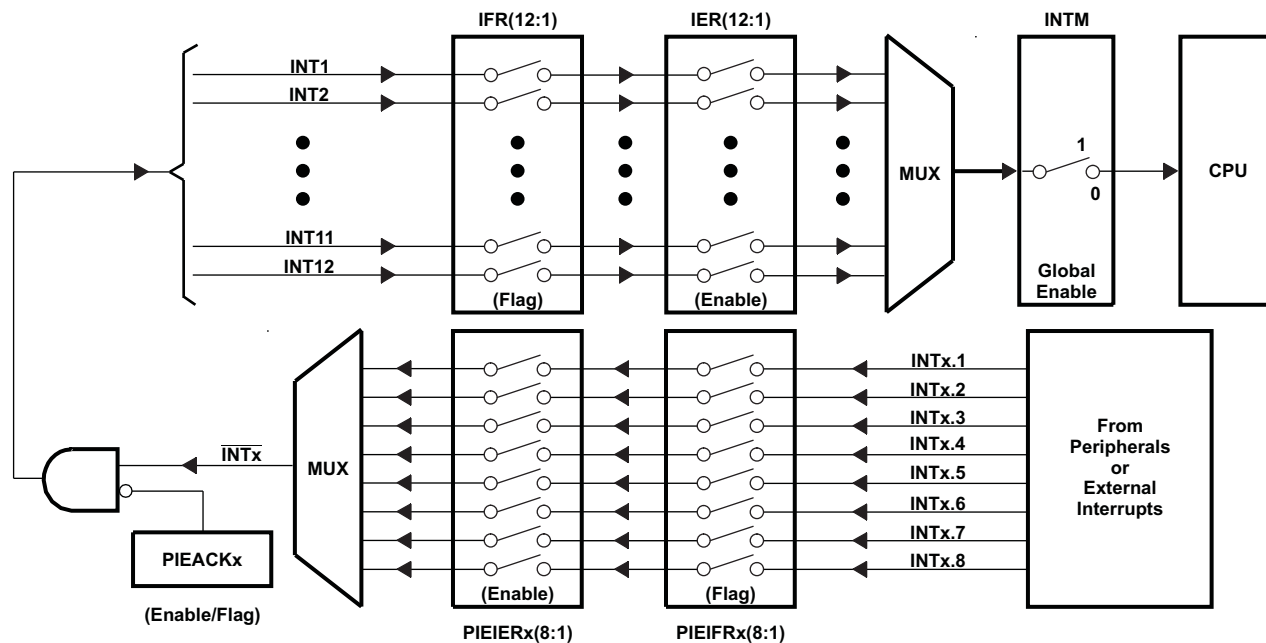 IFR(12:1)
IER(12:1)
INTM
INT1
INT2
INT11
INT12
(Flag)
(Enable)
MUX
1
0
Global
Enable
CPU
INTx
MUX
PIEACKx
(Enable/Flag)
(Enable)
PIEIERx(8:1)
(Flag)
PIEIFRx(8:1)
INTx.1
INTx.2
INTx.3
INTx.4
INTx.5
INTx.6
INTx.7
INTx.8
From
Peripherals
or
External
Interrupts